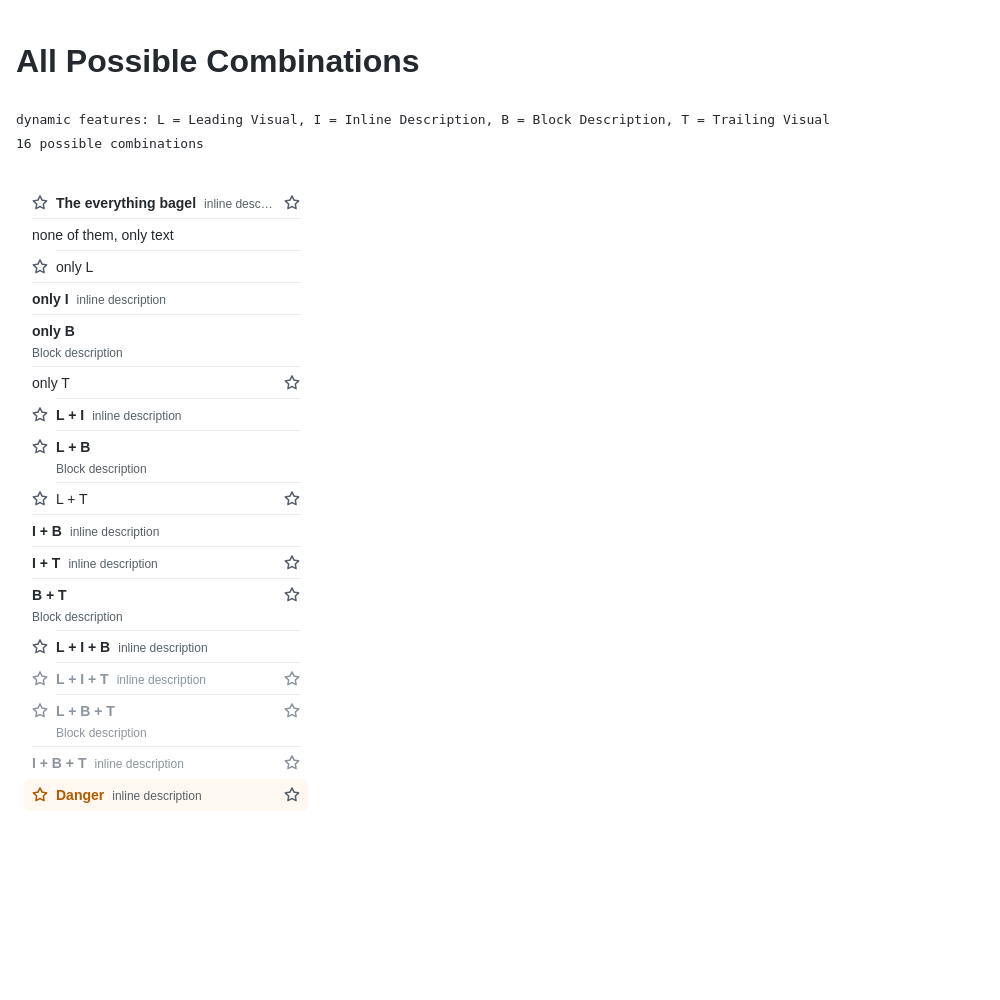 All Possible Combinations
dynamic features: L = Leading Visual, I = Inline Description, B = Block Description, T = Trailing Visual
16 possible combinations
The everything bagel inline desc…
none of them, only text
only L
only I inline description
only B
Block description
only T
L + I inline description
L + B
Block description
L + T
I + B inline description
I + T inline description
B + T
Block description
L + I + B inline description
L + I + T inline description
L + B + T
Block description
I + B + T inline description
Danger inline description